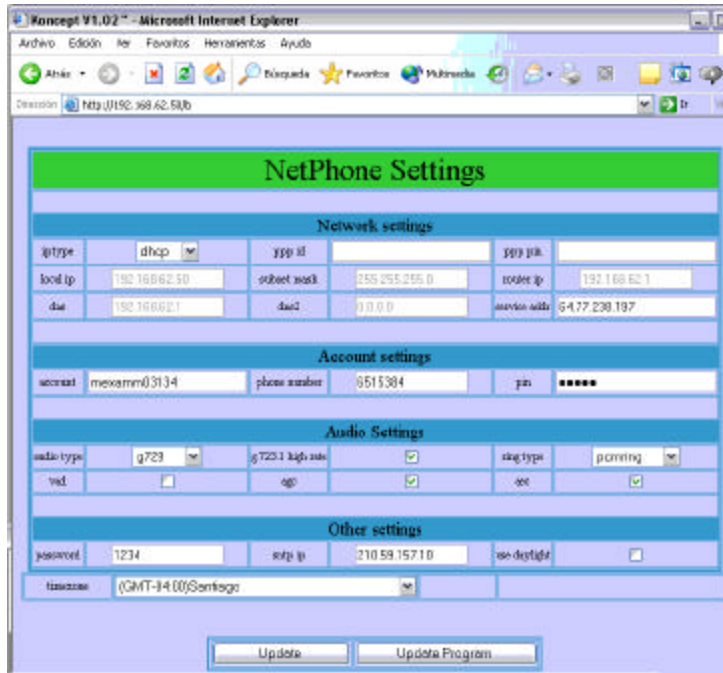 Koncept V1.02 - Microsoft Internet Explorer
Archivo Edición Ver Favoritos Herramientas Ayuda
Atrás Búsqueda Favoritos Multimedia
Dirección http://192.168.62.50/b Ir
NetPhone Settings
Network settings
iptype dhcp ppp id ppp pin
local ip 192.168.62.50 subnet mask 255.255.255.0 router ip 192.168.62.1
dns 192.168.62.1 dns2 0.0.0.0 service addr 64.77.238.197
Account settings
account mexamm03134 phone number 6515384 pin •••••
Audio Settings
audio type g723 g.723.1 high rate ring type pcmring
vad agc aec
Other settings
password 1234 sntp ip 210.59.157.10 use daylight
timezone (GMT-04:00)Santiago
Update Update Program